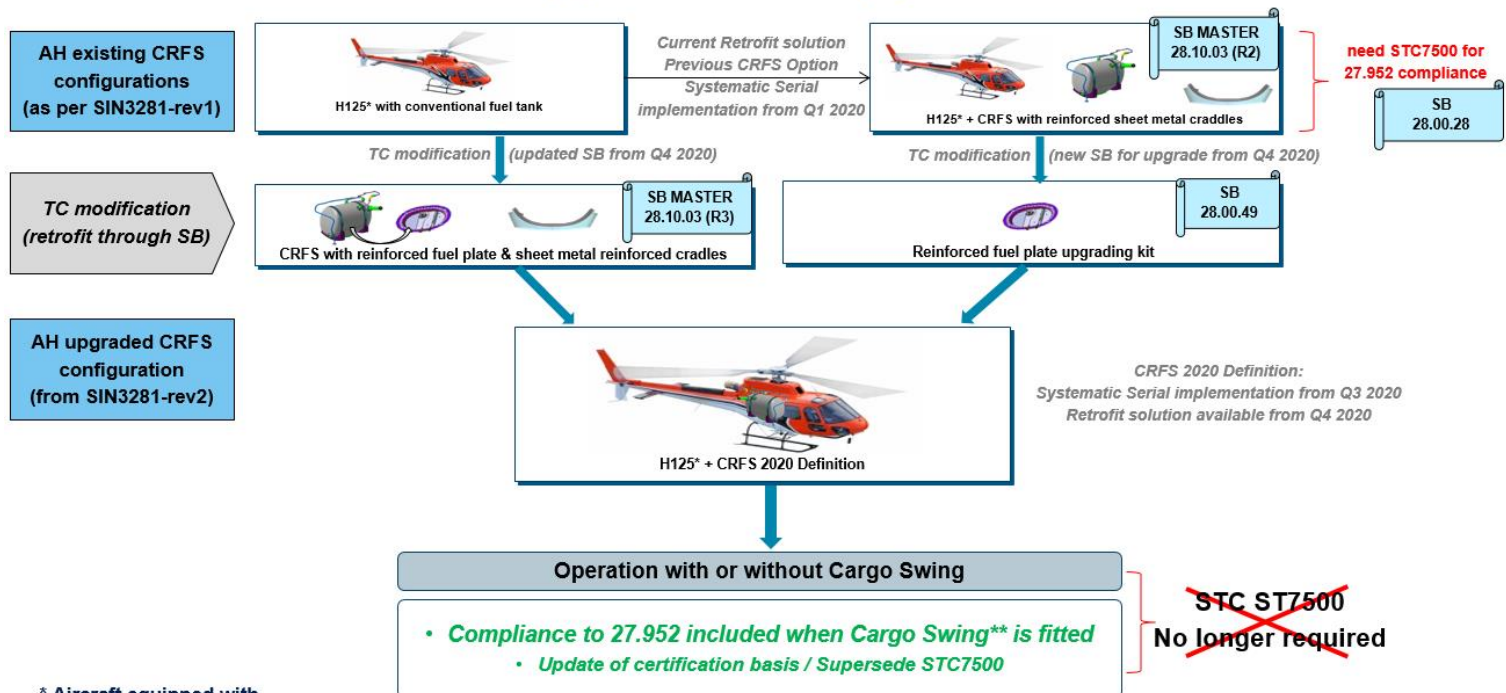 AH existing CRFS
configurations
(as per SIN3281-rev1)
H125* with conventional fuel tank
Current Retrofit solution
Previous CRFS Option
Systematic Serial
implementation from Q1 2020
SB MASTER
28.10.03 (R2)
H125* + CRFS with reinforced sheet metal craddles
need STC7500 for
27.952 compliance
SB
28.00.28
TC modification (updated SB from Q4 2020)
TC modification (new SB for upgrade from Q4 2020)
TC modification
(retrofit through SB)
SB MASTER
28.10.03 (R3)
CRFS with reinforced fuel plate & sheet metal reinforced cradles
SB
28.00.49
Reinforced fuel plate upgrading kit
AH upgraded CRFS
configuration
(from SIN3281-rev2)
H125* + CRFS 2020 Definition
CRFS 2020 Definition:
Systematic Serial implementation from Q3 2020
Retrofit solution available from Q4 2020
Operation with or without Cargo Swing
• Compliance to 27.952 included when Cargo Swing** is fitted
• Update of certification basis / Supersede STC7500
STC ST7500
No longer required
* Aircraft equipped with